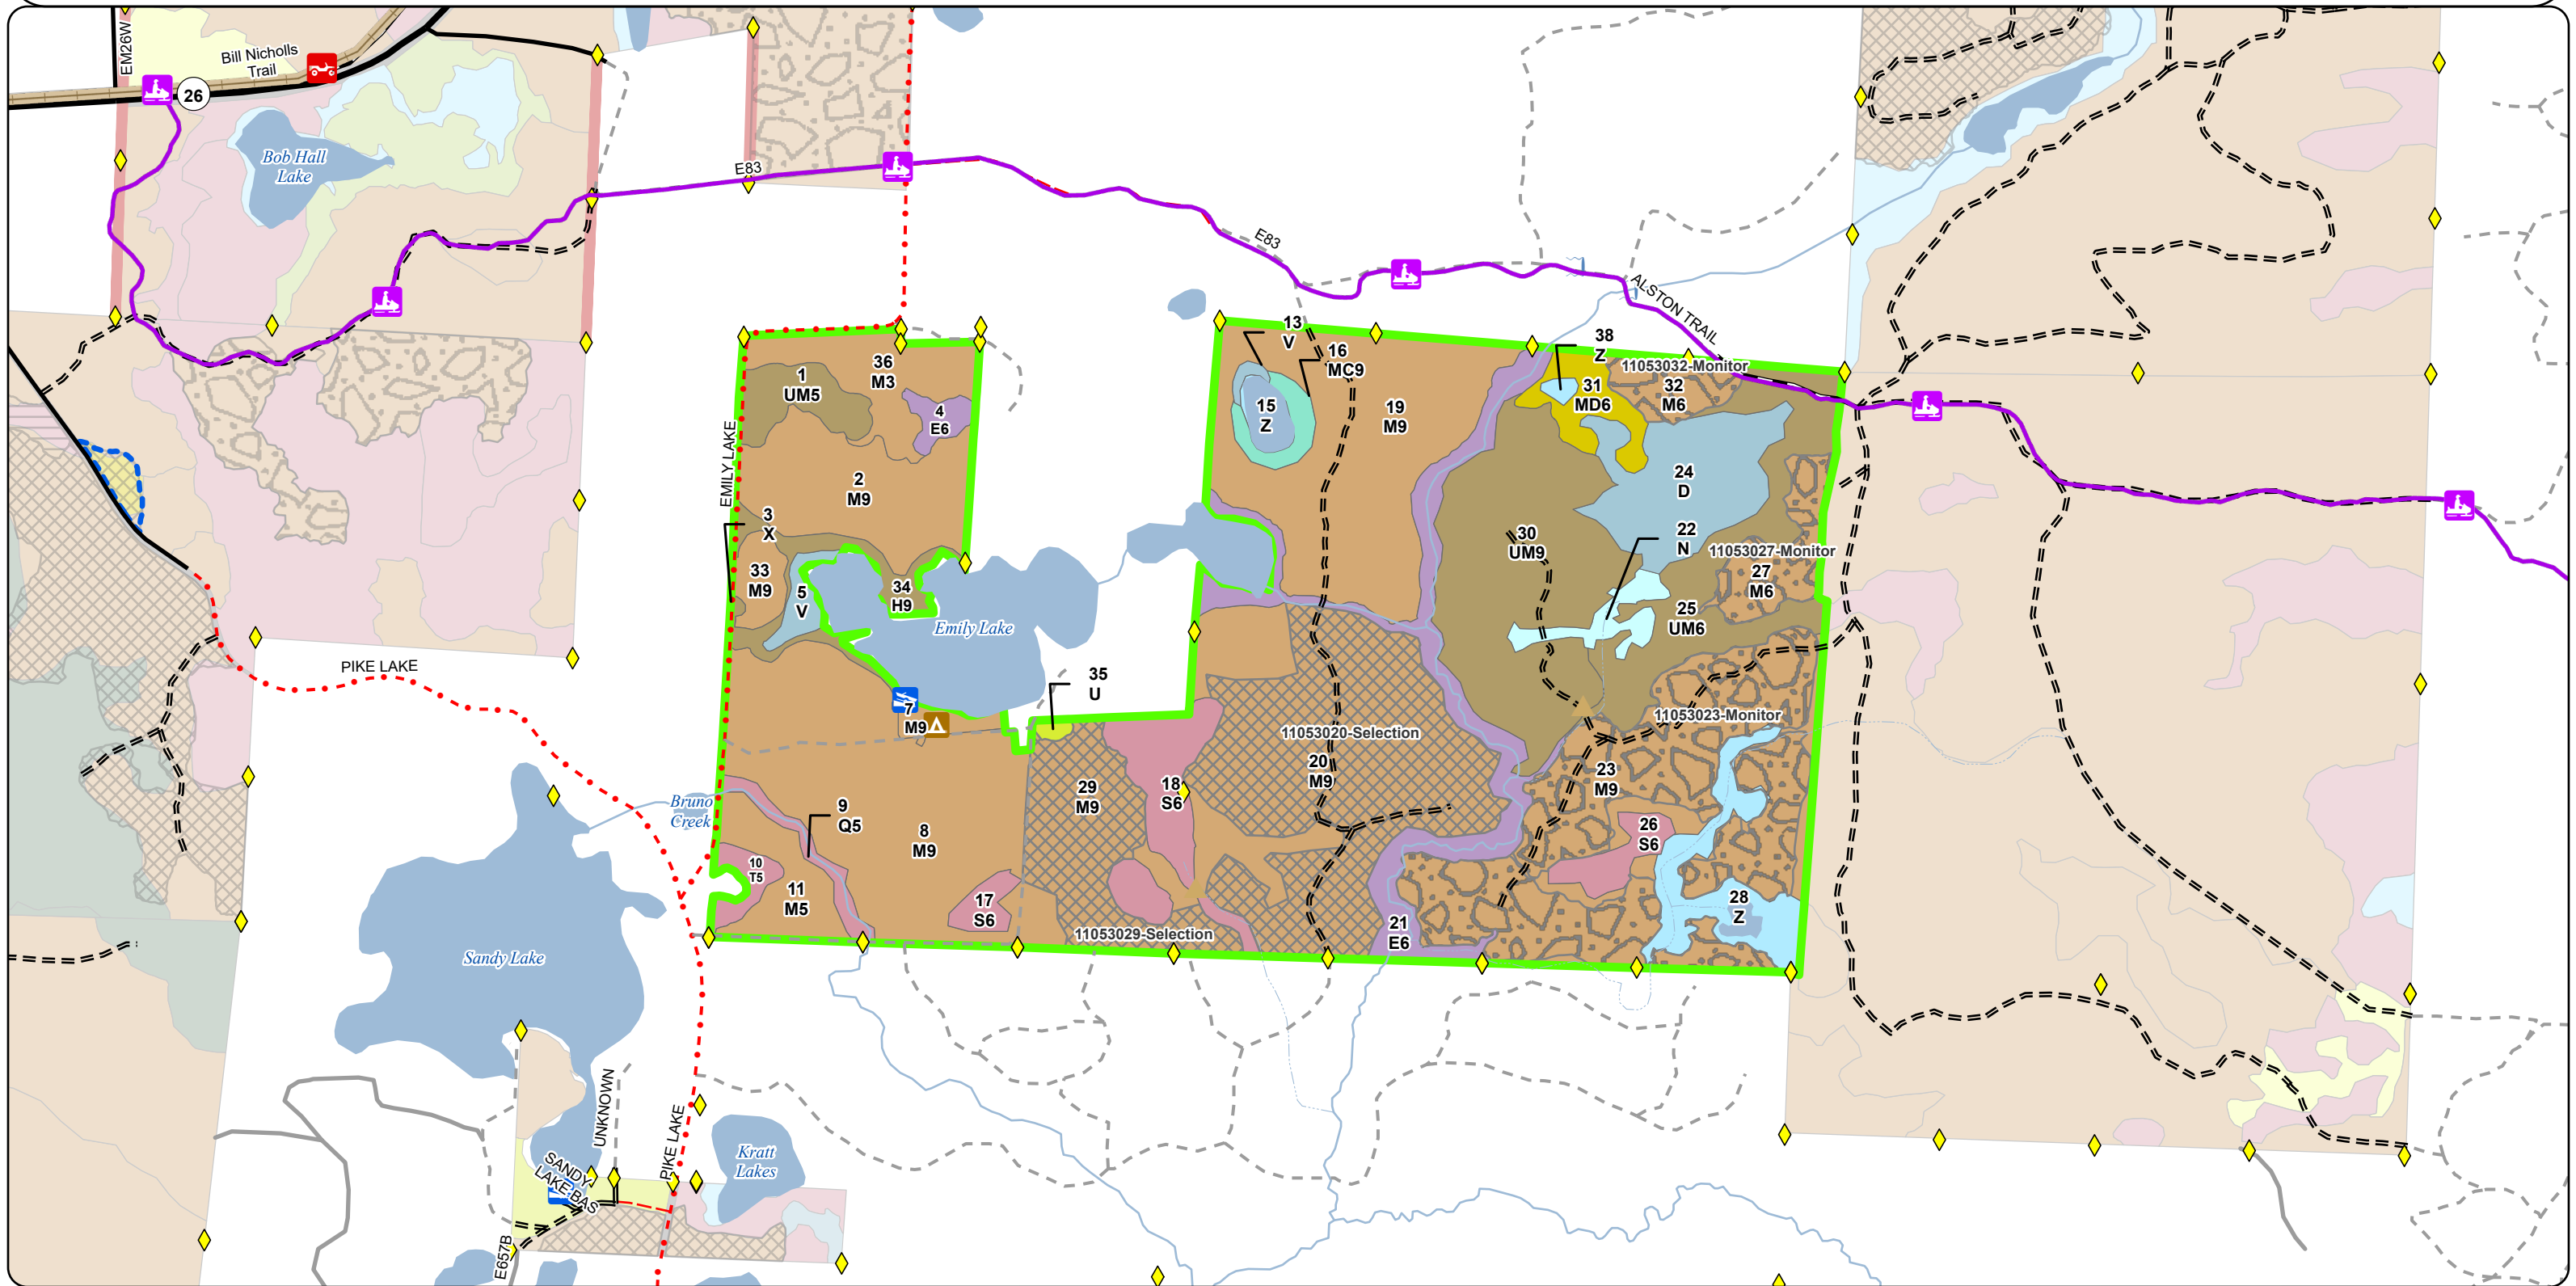 EM26W
Bill Nicholls
Trail
26
Bob Hall
Lake
E83
E83
ALSTON TRAIL
13
V
16
MC9
38
Z
11053032-Monitor
36
M3
1
UM5
4
E6
15
Z
19
M9
31
MD6
32
M6
EMILY LAKE
2
M9
24
D
3
X
30
UM9
22
N
11053027-Monitor
33
M9
5
V
34
H9
27
M6
25
UM6
Emily Lake
PIKE LAKE
35
U
7
M9
11053020-Selection
11053023-Monitor
20
M9
23
M9
29
M9
18
S6
Bruno
Creek
9
Q5
8
M9
26
S6
10
T5
11
M5
17
S6
28
Z
21
E6
11053029-Selection
Sandy Lake
UNKNOWN
PIKE LAKE
Kratt
Lakes
SANDY
LAKE-BAS
E657B